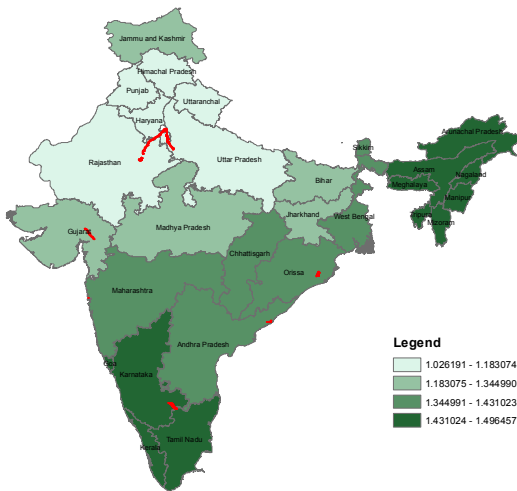 Jammu and Kashmir
Himachal Pradesh
Punjab
Uttaranchal
Haryana
Rajasthan
Uttar Pradesh
Arunachal Pradesh
Sikkim
Assam
Nagaland
Meghalaya
Manipur
Tripura
Mizoram
Bihar
Jharkhand
West Bengal
Gujarat
Madhya Pradesh
Chhattisgarh
Orissa
Maharashtra
Andhra Pradesh
Goa
Karnataka
Kerala
Tamil Nadu
Legend
1.026191 - 1.183074
1.183075 - 1.344990
1.344991 - 1.431023
1.431024 - 1.496457